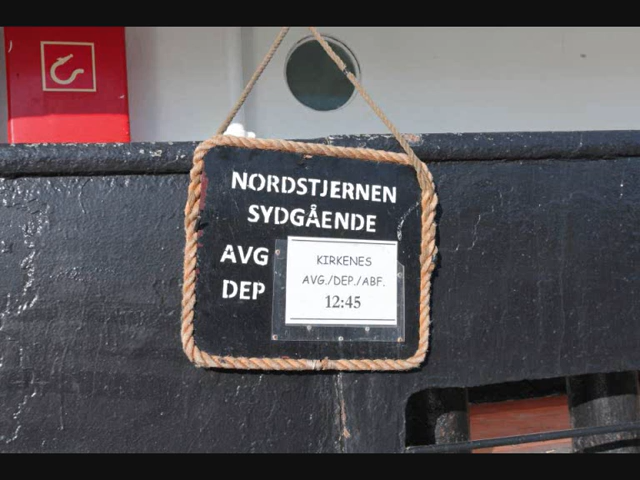 NORDSTJERNEN
SYDGÅENDE
AVG
DEP
KIRKENES
AVG./DEP./ABF.
12:45